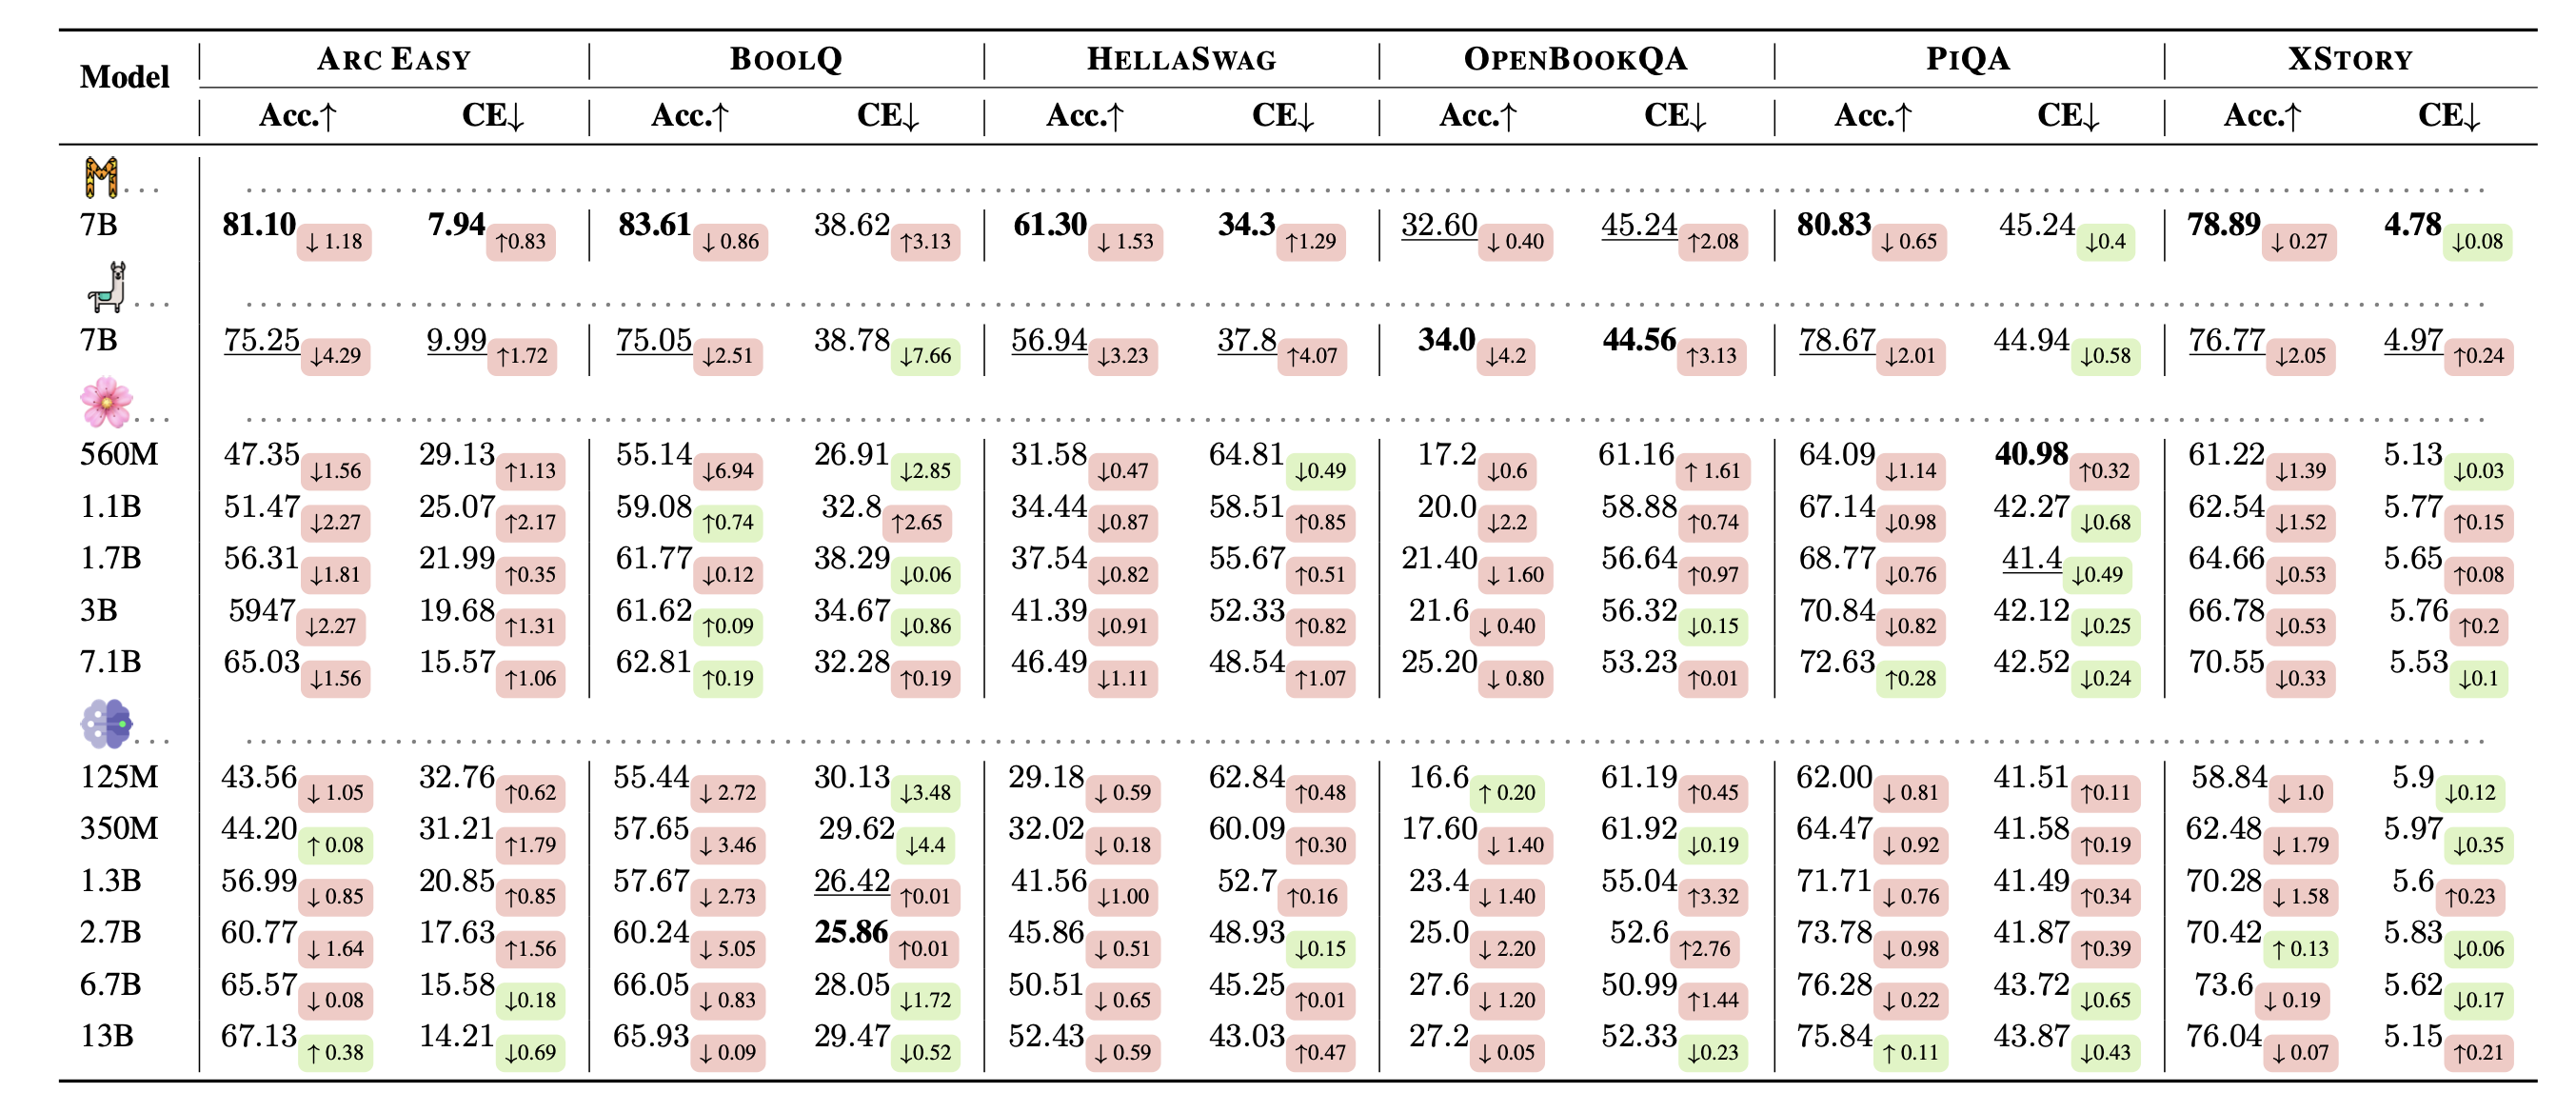 Model ARC EASY BOOLQ HELLASWAG OPENBOOKQA PIQA XSTORY
Acc.↑ CE↓ Acc.↑ CE↓ Acc.↑ CE↓ Acc.↑ CE↓ Acc.↑ CE↓ Acc.↑ CE↓
7B 81.10 ↓ 1.18 7.94 ↑0.83 83.61 ↓ 0.86 38.62 ↑3.13 61.30 ↓ 1.53 34.3 ↑1.29 32.60 ↓ 0.40 45.24 ↑2.08 80.83 ↓ 0.65 45.24 ↓0.4 78.89 ↓ 0.27 4.78 ↓0.08
7B 75.25 ↓4.29 9.99 ↑1.72 75.05 ↓2.51 38.78 ↓7.66 56.94 ↓3.23 37.8 ↑4.07 34.0 ↓4.2 44.56 ↑3.13 78.67 ↓2.01 44.94 ↓0.58 76.77 ↓2.05 4.97 ↑0.24
560M 47.35 ↓1.56 29.13 ↑1.13 55.14 ↓6.94 26.91 ↓2.85 31.58 ↓0.47 64.81 ↓0.49 17.2 ↓0.6 61.16 ↑ 1.61 64.09 ↓1.14 40.98 ↑0.32 61.22 ↓1.39 5.13 ↓0.03
1.1B 51.47 ↓2.27 25.07 ↑2.17 59.08 ↑0.74 32.8 ↑2.65 34.44 ↓0.87 58.51 ↑0.85 20.0 ↓2.2 58.88 ↑0.74 67.14 ↓0.98 42.27 ↓0.68 62.54 ↓1.52 5.77 ↑0.15
1.7B 56.31 ↓1.81 21.99 ↑0.35 61.77 ↓0.12 38.29 ↓0.06 37.54 ↓0.82 55.67 ↑0.51 21.40 ↓ 1.60 56.64 ↑0.97 68.77 ↓0.76 41.4 ↓0.49 64.66 ↓0.53 5.65 ↑0.08
3B 5947 ↓2.27 19.68 ↑1.31 61.62 ↑0.09 34.67 ↓0.86 41.39 ↓0.91 52.33 ↑0.82 21.6 ↓ 0.40 56.32 ↓0.15 70.84 ↓0.82 42.12 ↓0.25 66.78 ↓0.53 5.76 ↑0.2
7.1B 65.03 ↓1.56 15.57 ↑1.06 62.81 ↑0.19 32.28 ↑0.19 46.49 ↓1.11 48.54 ↑1.07 25.20 ↓ 0.80 53.23 ↑0.01 72.63 ↑0.28 42.52 ↓0.24 70.55 ↓0.33 5.53 ↓0.1
125M 43.56 ↓ 1.05 32.76 ↑0.62 55.44 ↓ 2.72 30.13 ↓3.48 29.18 ↓ 0.59 62.84 ↑0.48 16.6 ↑ 0.20 61.19 ↑0.45 62.00 ↓ 0.81 41.51 ↑0.11 58.84 ↓ 1.0 5.9 ↓0.12
350M 44.20 ↑ 0.08 31.21 ↑1.79 57.65 ↓ 3.46 29.62 ↓4.4 32.02 ↓ 0.18 60.09 ↑0.30 17.60 ↓ 1.40 61.92 ↓0.19 64.47 ↓ 0.92 41.58 ↑0.19 62.48 ↓ 1.79 5.97 ↓0.35
1.3B 56.99 ↓ 0.85 20.85 ↑0.85 57.67 ↓ 2.73 26.42 ↑0.01 41.56 ↓1.00 52.7 ↑0.16 23.4 ↓ 1.40 55.04 ↑3.32 71.71 ↓ 0.76 41.49 ↑0.34 70.28 ↓ 1.58 5.6 ↑0.23
2.7B 60.77 ↓ 1.64 17.63 ↑1.56 60.24 ↓ 5.05 25.86 ↑0.01 45.86 ↓ 0.51 48.93 ↓0.15 25.0 ↓ 2.20 52.6 ↑2.76 73.78 ↓ 0.98 41.87 ↑0.39 70.42 ↑ 0.13 5.83 ↓0.06
6.7B 65.57 ↓ 0.08 15.58 ↓0.18 66.05 ↓ 0.83 28.05 ↓1.72 50.51 ↓ 0.65 45.25 ↑0.01 27.6 ↓ 1.20 50.99 ↑1.44 76.28 ↓ 0.22 43.72 ↓0.65 73.6 ↓ 0.19 5.62 ↓0.17
13B 67.13 ↑ 0.38 14.21 ↓0.69 65.93 ↓ 0.09 29.47 ↓0.52 52.43 ↓ 0.59 43.03 ↑0.47 27.2 ↓ 0.05 52.33 ↓0.23 75.84 ↑ 0.11 43.87 ↓0.43 76.04 ↓ 0.07 5.15 ↑0.21